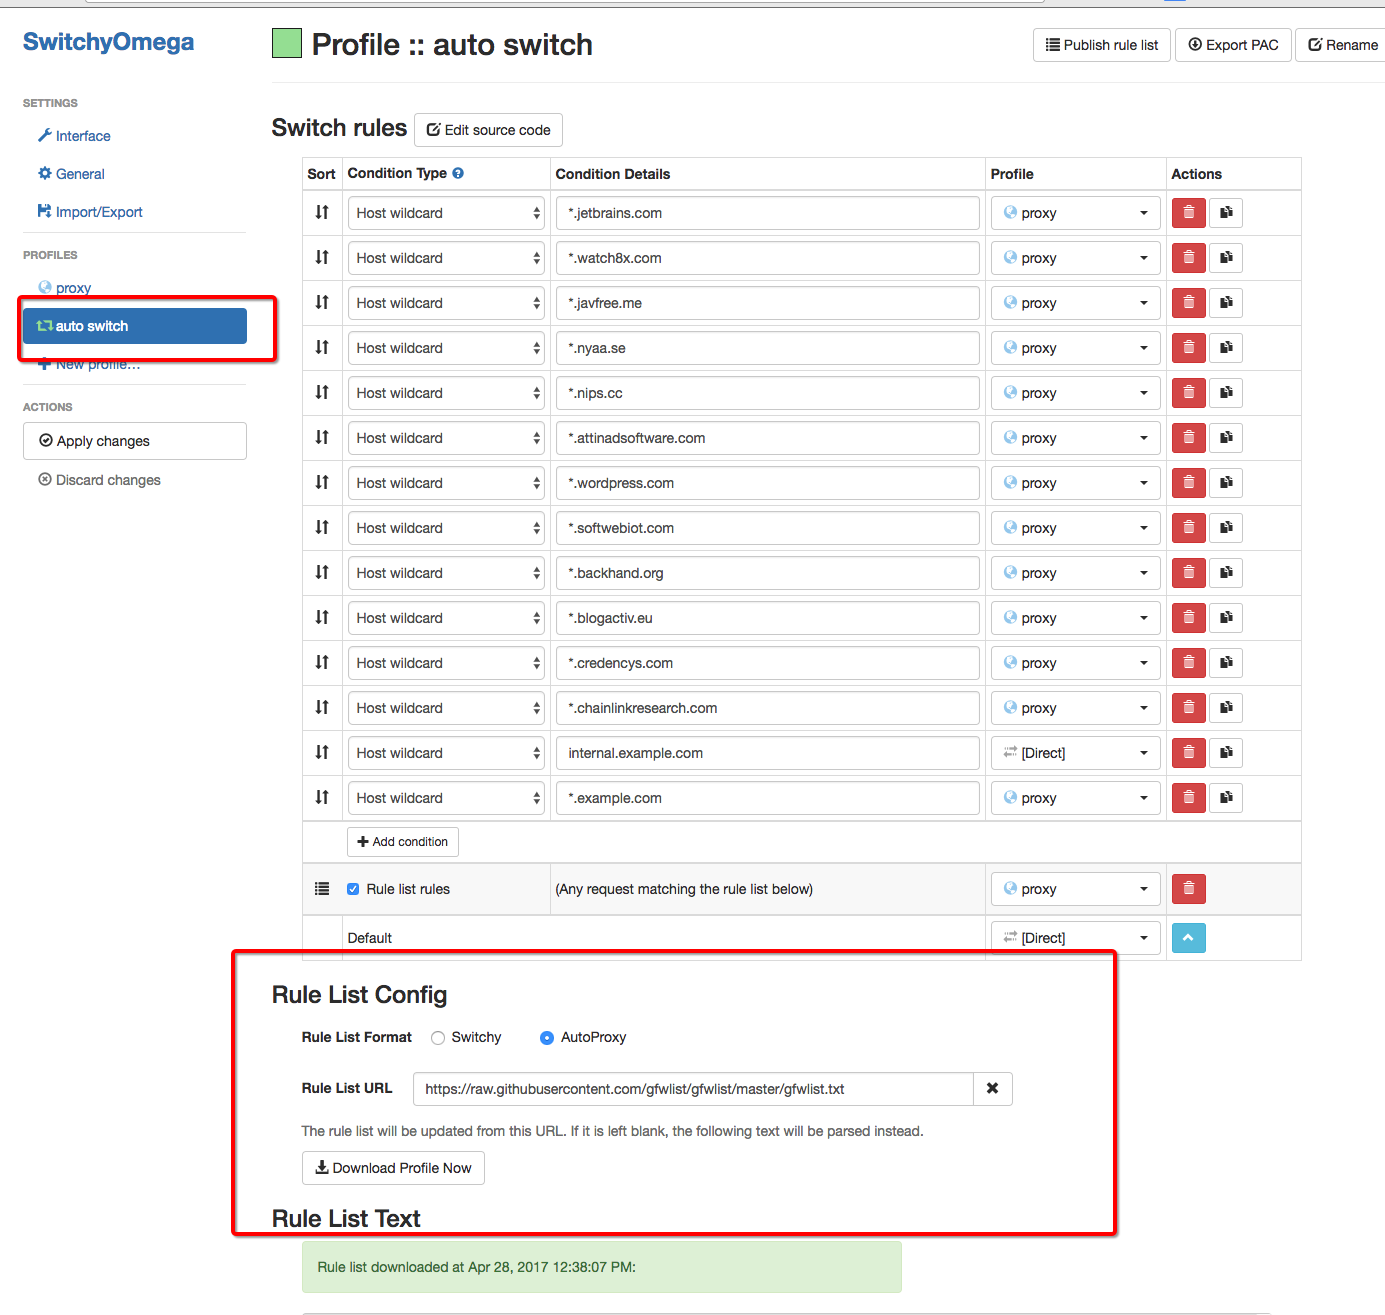 SwitchyOmega
SETTINGS
Interface
General
Import/Export
PROFILES
proxy
auto switch
New profile...
ACTIONS
Apply changes
Discard changes
Profile :: auto switch
Publish rule list
Export PAC
Rename
Switch rules
Edit source code
Sort Condition Type ? Condition Details Profile Actions
Host wildcard *.jetbrains.com proxy
Host wildcard *.watch8x.com proxy
Host wildcard *.javfree.me proxy
Host wildcard *.nyaa.se proxy
Host wildcard *.nips.cc proxy
Host wildcard *.attinadsoftware.com proxy
Host wildcard *.wordpress.com proxy
Host wildcard *.softwebiot.com proxy
Host wildcard *.backhand.org proxy
Host wildcard *.blogactiv.eu proxy
Host wildcard *.credencys.com proxy
Host wildcard *.chainlinkresearch.com proxy
Host wildcard internal.example.com [Direct]
Host wildcard *.example.com proxy
Add condition
Rule list rules (Any request matching the rule list below) proxy
Default [Direct]
Rule List Config
Rule List Format Switchy AutoProxy
Rule List URL https://raw.githubusercontent.com/gfwlist/gfwlist/master/gfwlist.txt
The rule list will be updated from this URL. If it is left blank, the following text will be parsed instead.
Download Profile Now
Rule List Text
Rule list downloaded at Apr 28, 2017 12:38:07 PM: